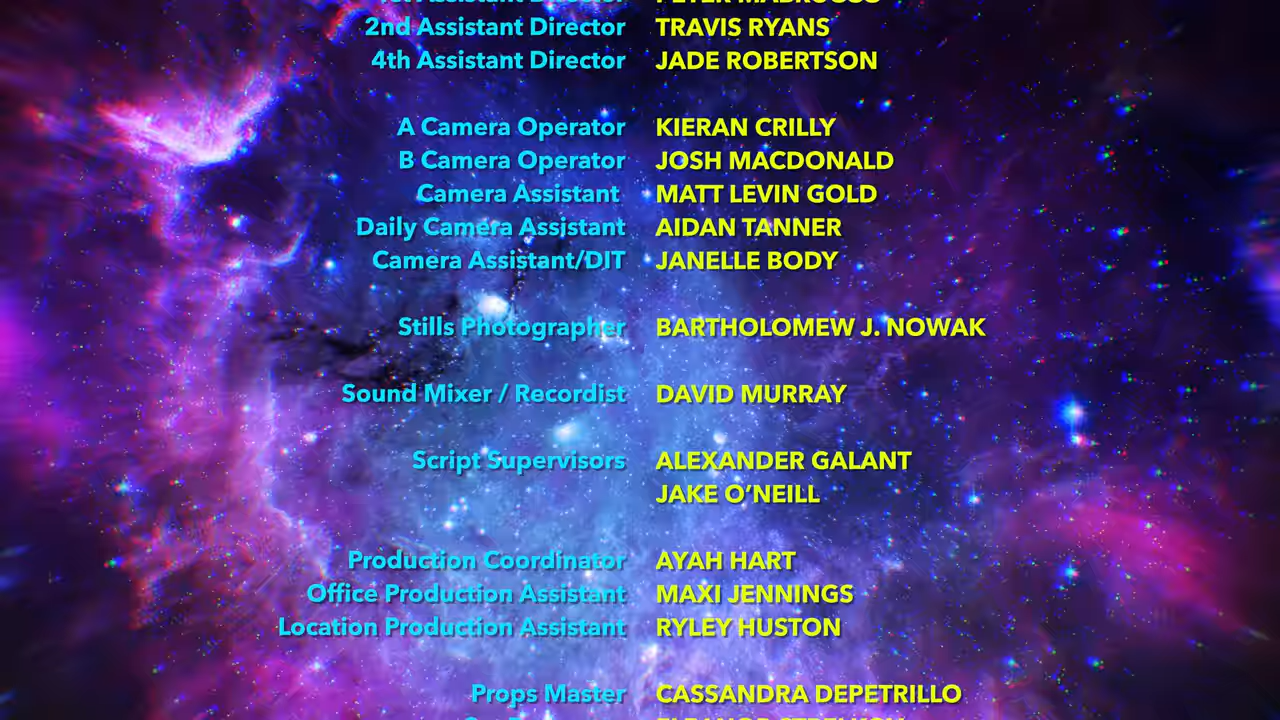 2nd Assistant Director TRAVIS RYANS
4th Assistant Director JADE ROBERTSON
A Camera Operator KIERAN CRILLY
B Camera Operator JOSH MACDONALD
Camera Assistant MATT LEVIN GOLD
Daily Camera Assistant AIDAN TANNER
Camera Assistant/DIT JANELLE BODY
Stills Photographer BARTHOLOMEW J. NOWAK
Sound Mixer / Recordist DAVID MURRAY
Script Supervisors ALEXANDER GALANT
JAKE O’NEILL
Production Coordinator AYAH HART
Office Production Assistant MAXI JENNINGS
Location Production Assistant RYLEY HUSTON
Props Master CASSANDRA DEPETRILLO